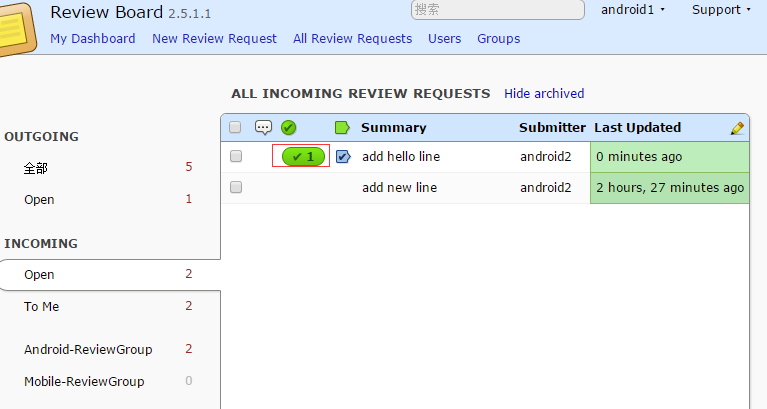 Review Board 2.5.1.1
搜索
android1
Support
My Dashboard New Review Request All Review Requests Users Groups
ALL INCOMING REVIEW REQUESTS Hide archived
Summary Submitter Last Updated
1 add hello line android2 0 minutes ago
add new line android2 2 hours, 27 minutes ago
OUTGOING
全部 5
Open 1
INCOMING
Open 2
To Me 2
Android-ReviewGroup 2
Mobile-ReviewGroup 0